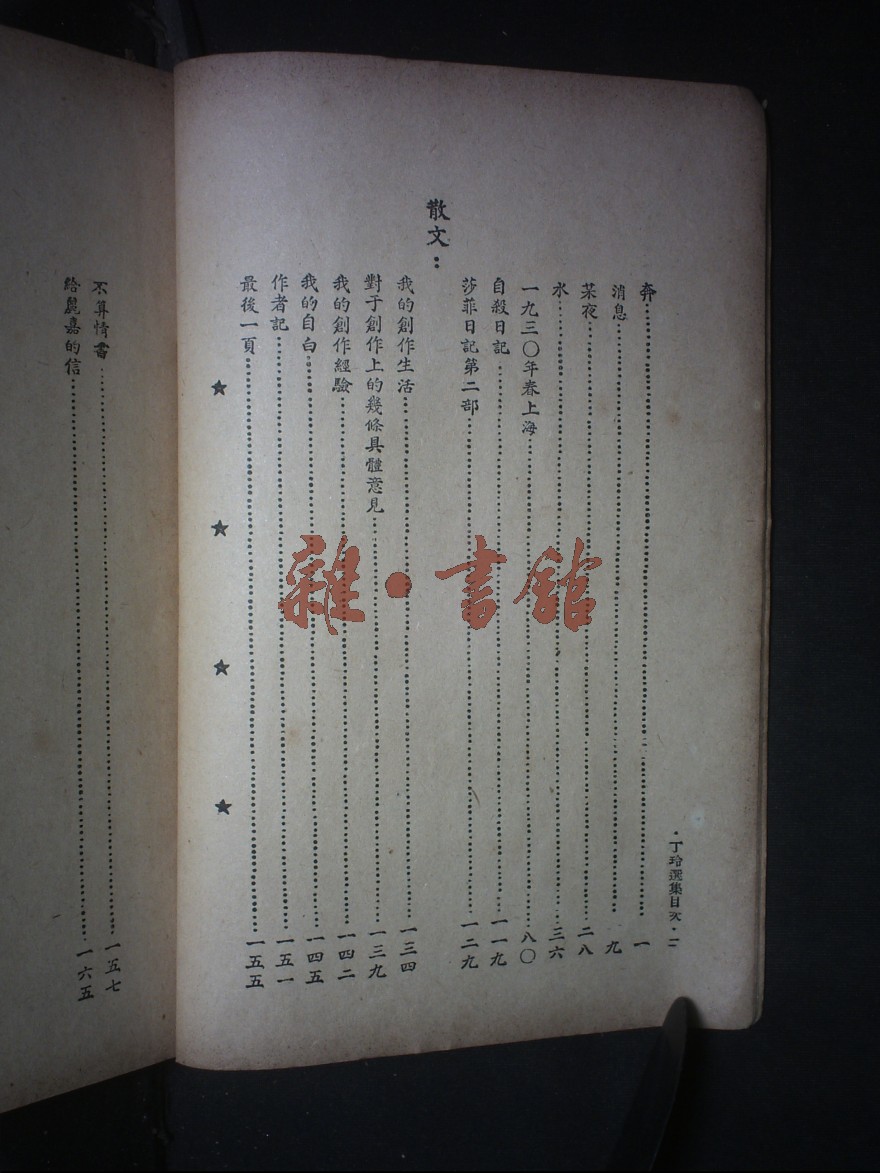 ·丁玲選集目次·二
奔……一
消息……九
某夜……二八
水……三六
一九三〇年春上海……八〇
自殺日記……一一九
莎菲日記第二部……一二九
散文：
我的創作生活……一三四
對于創作上的幾條具體意見……一三九
我的創作經驗……一四二
我的自白……一四五
作者記……一五一
最後一頁……一五五
★ ★ ★ ★
不算情書……一五七
給麗嘉的信……一六五
雜·書館